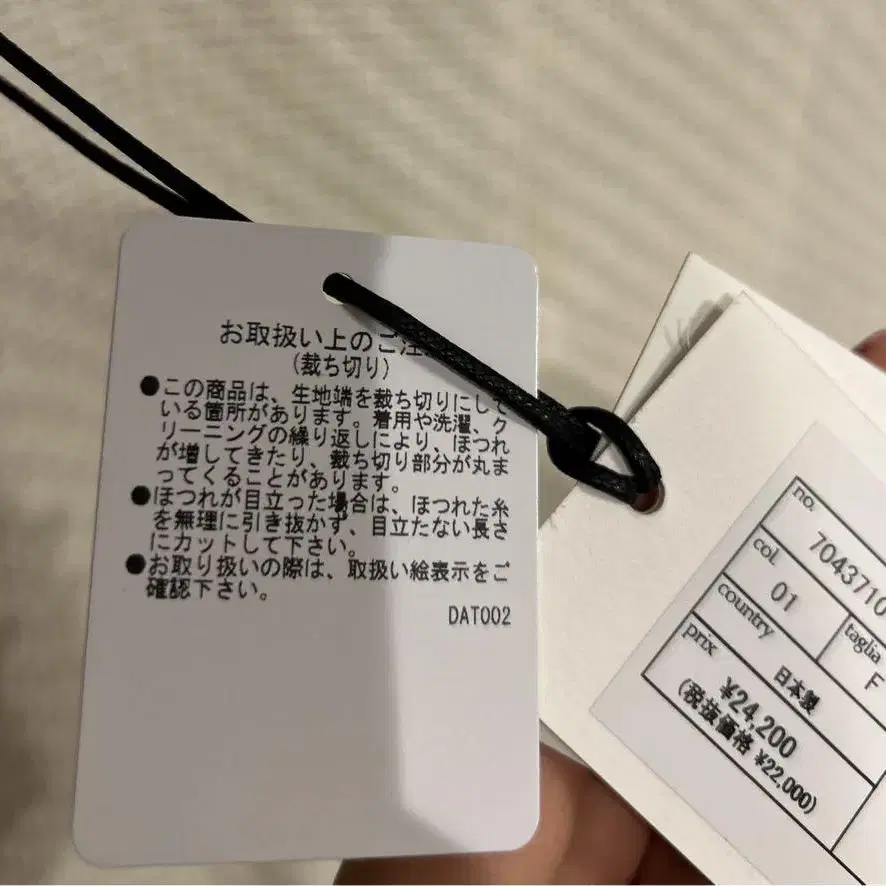 お取扱い上のご注
(裁ち切り)
●この商品は、生地端を裁ち切りにして
いる箇所があります。着用や洗濯、ク
リーニングの繰り返しにより、ほつれ
が増してきたり、裁ち切り部分が丸ま
ってくることがあります。
●ほつれが目立った場合は、ほつれた糸
を無理に引き抜かず、目立たない長さ
にカットして下さい。
●お取り扱いの際は、取扱い絵表示をご
確認下さい。
DAT002
no. 7043710
col. 01 taglia F
country 日本製
prix ¥24,200
(税抜価格 ¥22,000)